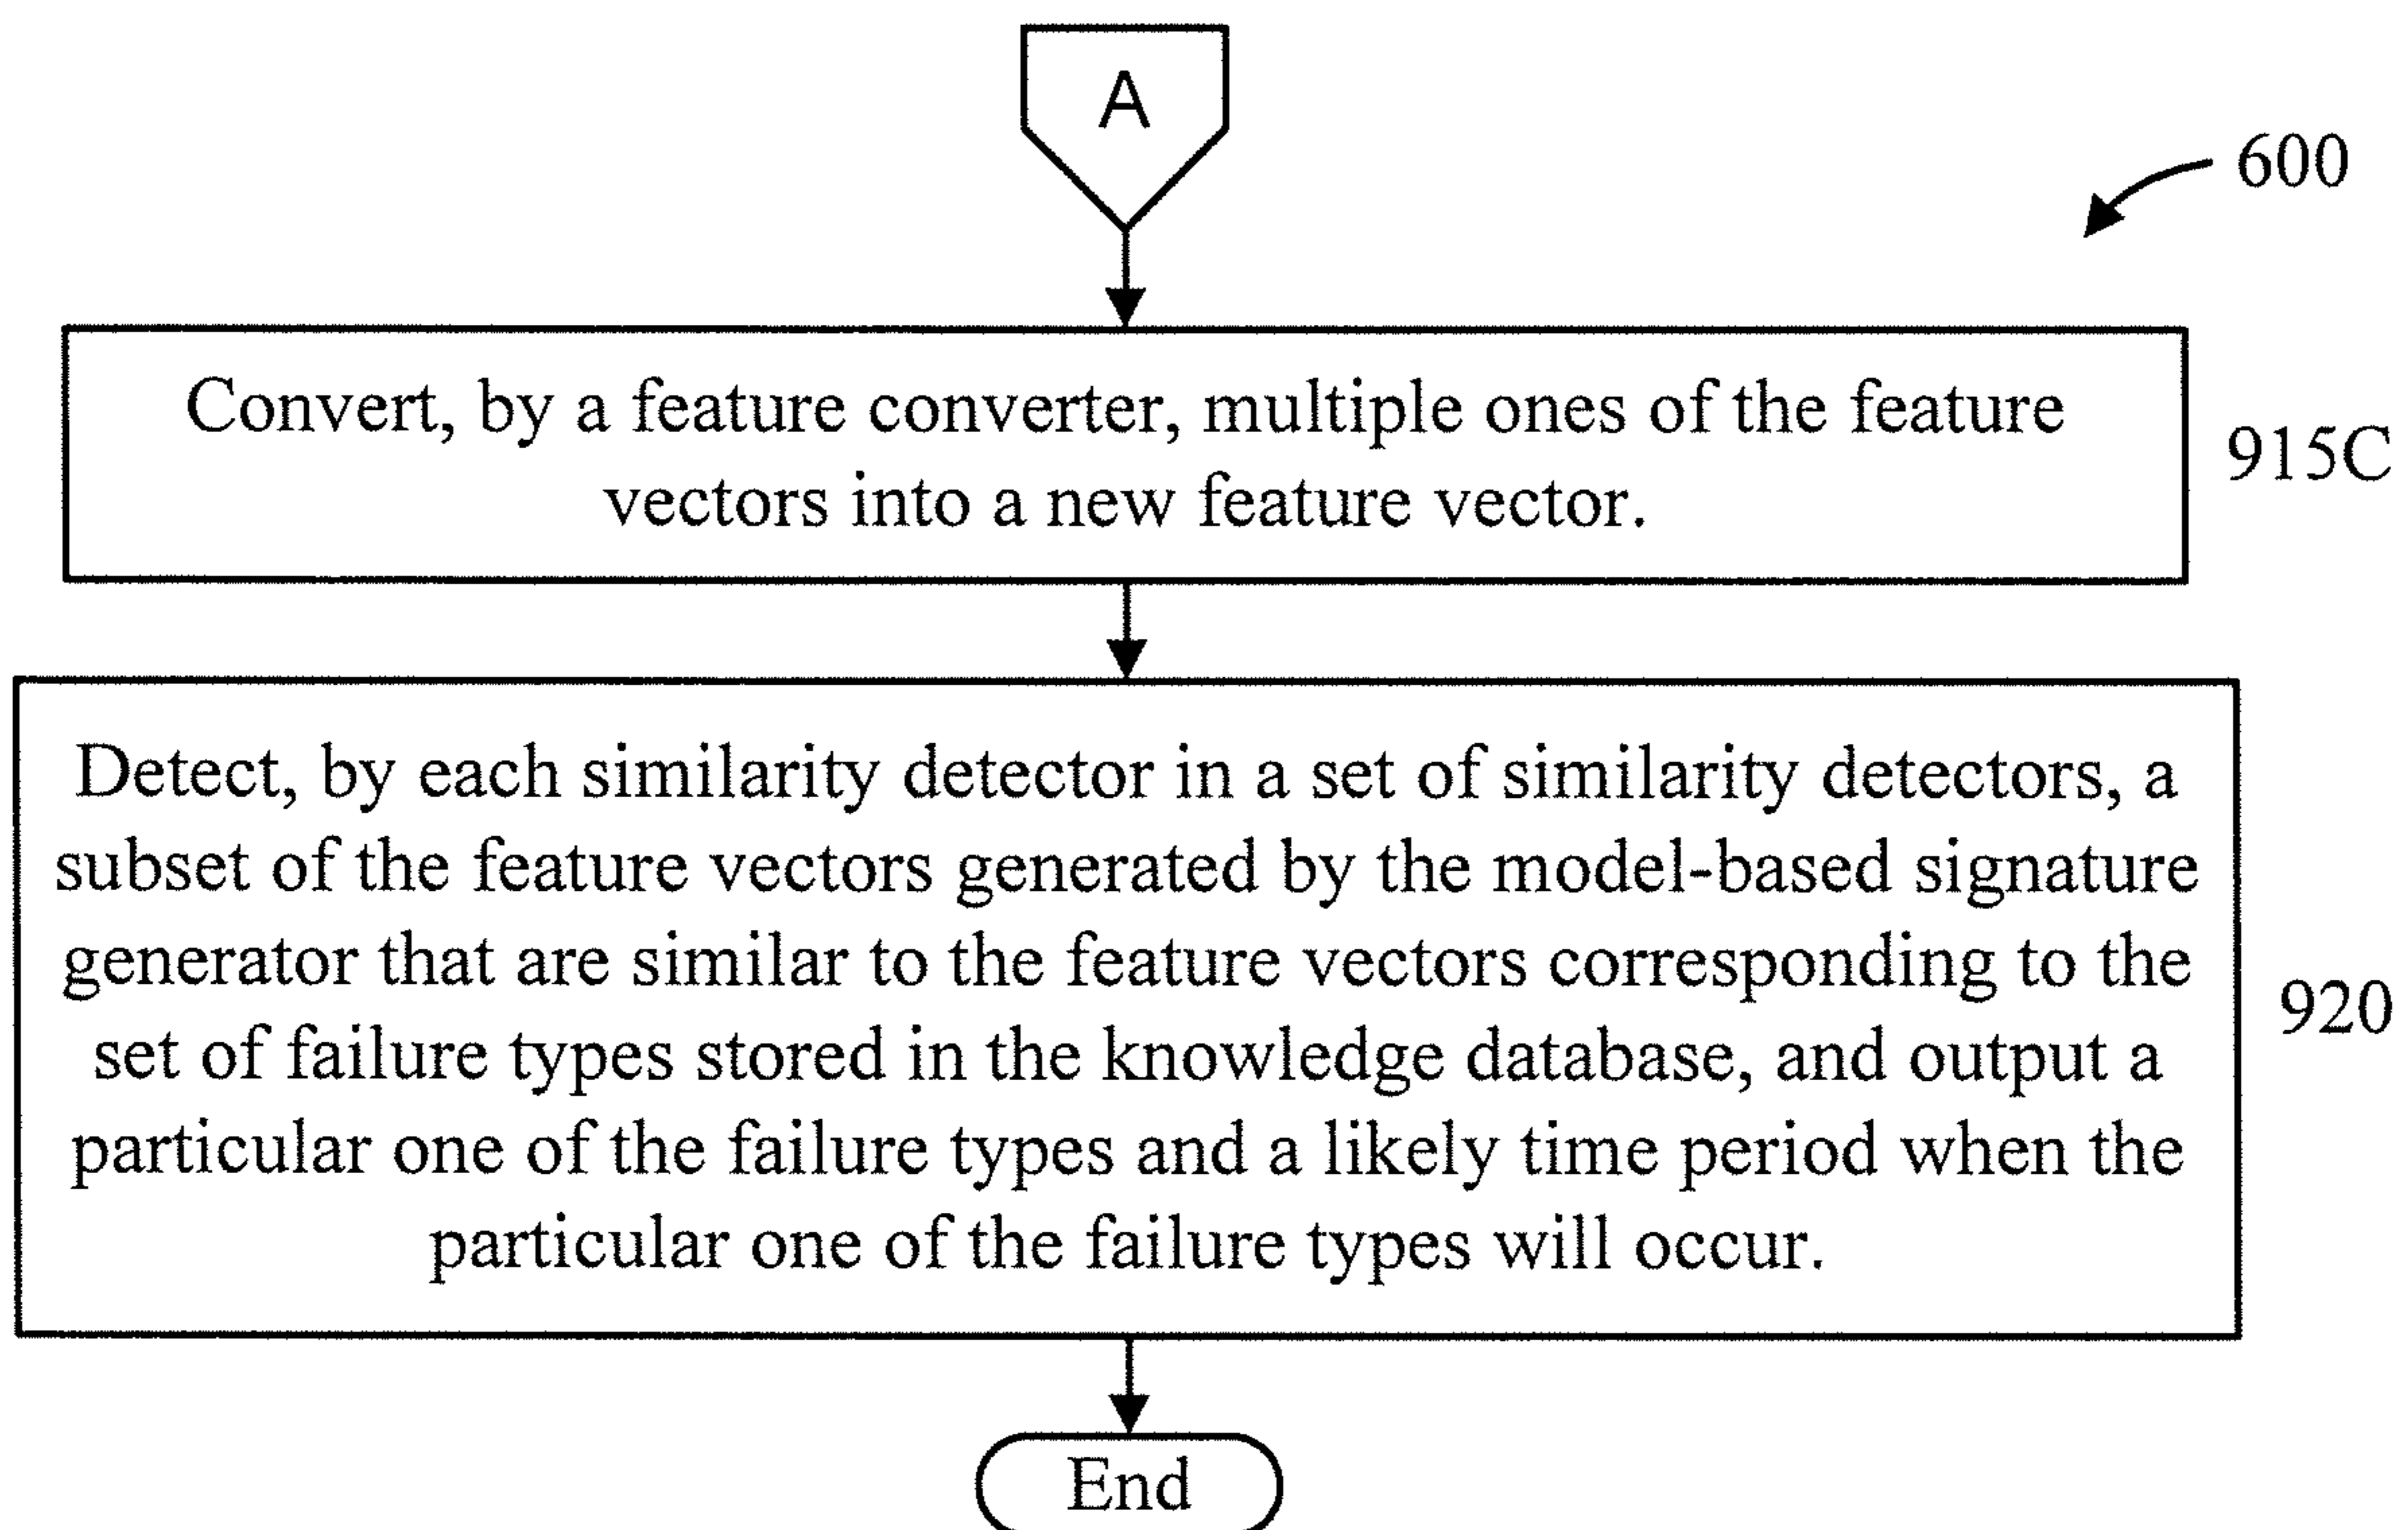 A
600
Convert, by a feature converter, multiple ones of the feature
vectors into a new feature vector.
915C
Detect, by each similarity detector in a set of similarity detectors, a
subset of the feature vectors generated by the model-based signature
generator that are similar to the feature vectors corresponding to the
set of failure types stored in the knowledge database, and output a
particular one of the failure types and a likely time period when the
particular one of the failure types will occur.
920
End